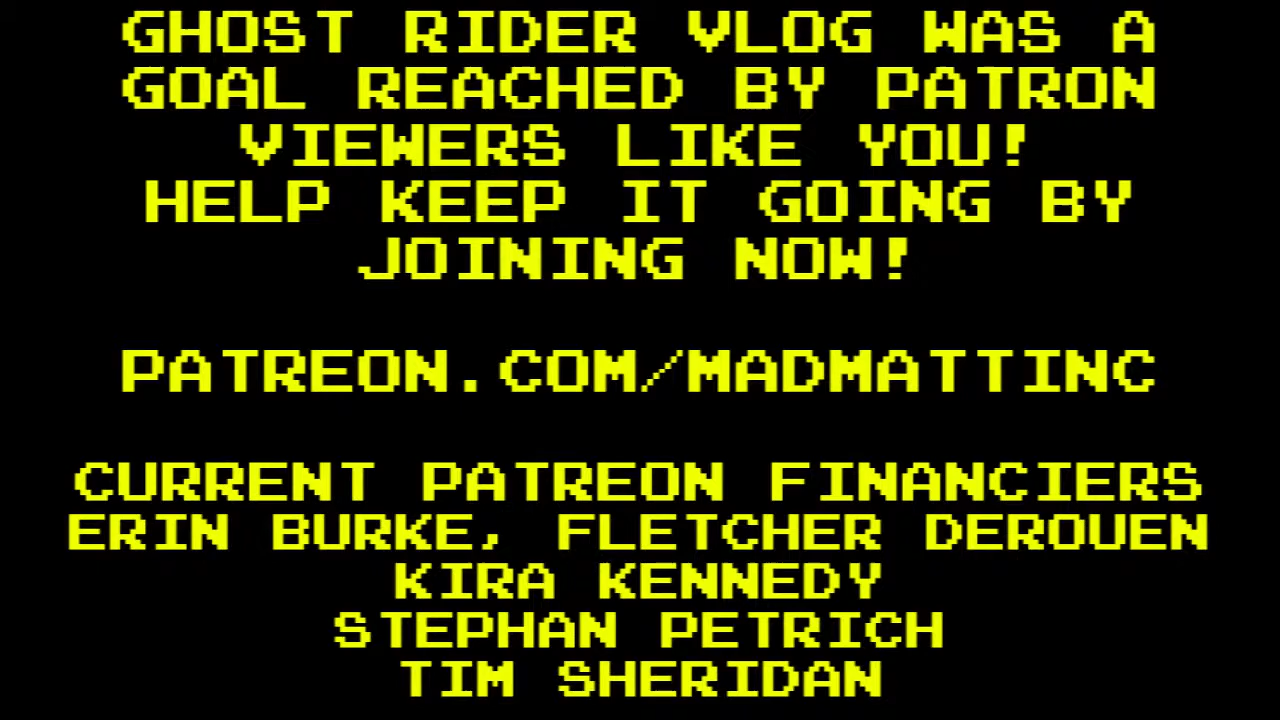 GHOST RIDER VLOG WAS A
GOAL REACHED BY PATRON
VIEWERS LIKE YOU!
HELP KEEP IT GOING BY
JOINING NOW!
PATREON.COM/MADMATTINC
CURRENT PATREON FINANCIERS
ERIN BURKE, FLETCHER DEROUEN
KIRA KENNEDY
STEPHAN PETRICH
TIM SHERIDAN